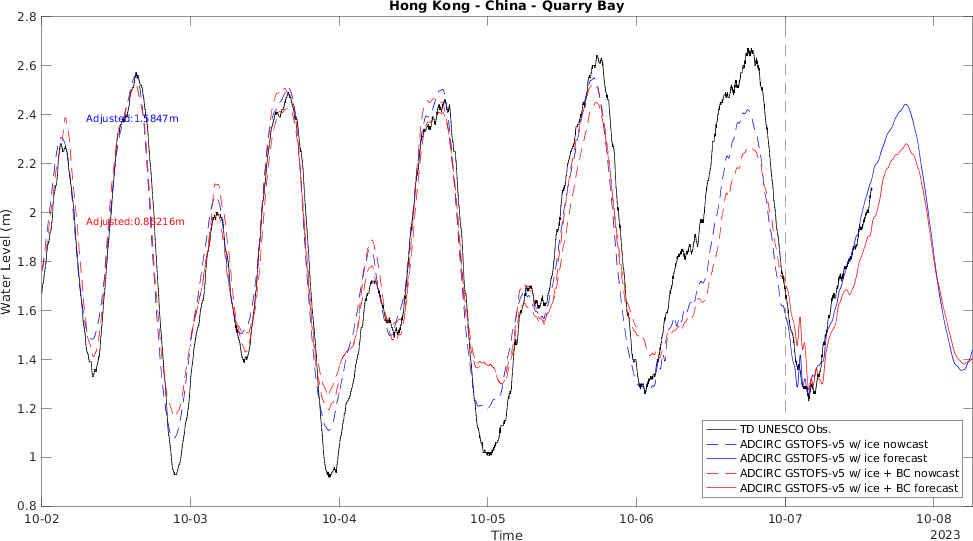 Hong Kong - China - Quarry Bay
2.8
2.6
2.4
2.2
2
1.8
1.6
1.4
1.2
1
0.8
Water Level (m)
Adjusted:1.5847m
TD UNESCO Obs.
ADCIRC GSTOFS-v5 w/ ice nowcast
ADCIRC GSTOFS-v5 w/ ice forecast
ADCIRC GSTOFS-v5 w/ ice + BC nowcast
ADCIRC GSTOFS-v5 w/ ice + BC forecast
10-02
10-03
10-04
10-05
10-06
10-07
10-08
Time
2023